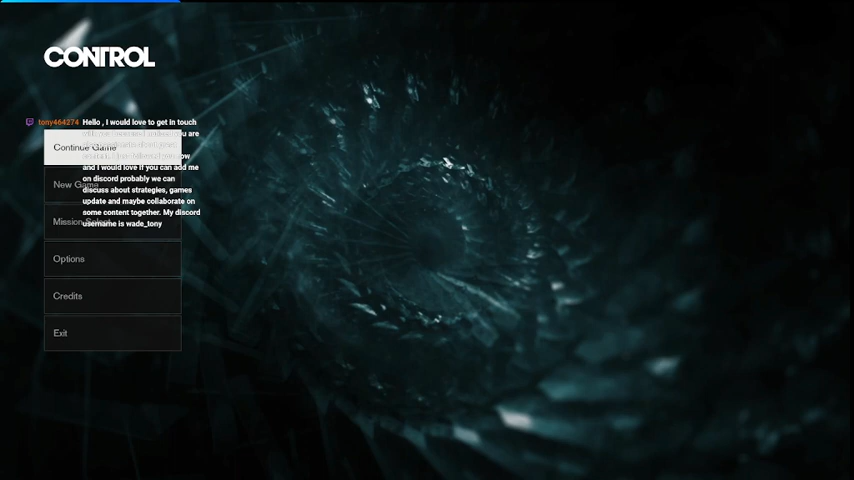 CONTROL
tony464274 Hello , I would love to get in touch
Continue Game
and I would love if you can add me
on discord probably we can
New Game
discuss about strategies, games
update and maybe collaborate on
some content together. My discord
Mission Select
username is wade_tony
Options
Credits
Exit